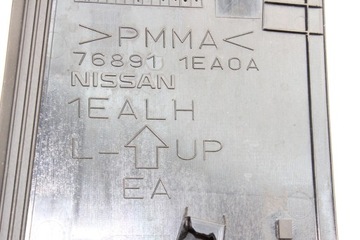 >PMMA<
76891 1EA0A
NISSAN
1EALH
L- UP
EA